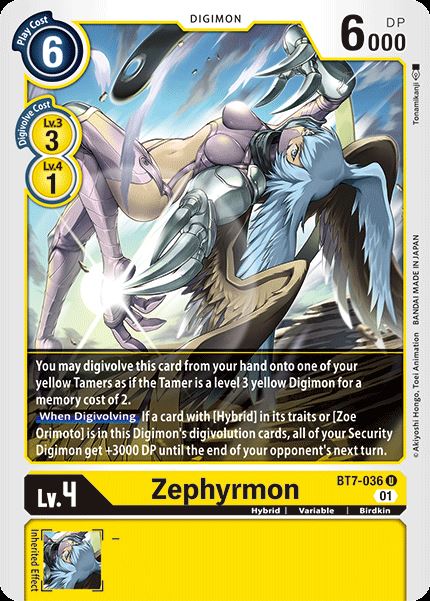 Play Cost
6
DIGIMON
DP
6000
Digivolve Cost
Lv.3
3
Lv.4
1
Tonamikanji
©Akiyoshi Hongo, Toei Animation BANDAI MADE IN JAPAN
You may digivolve this card from your hand onto one of your
yellow Tamers as if the Tamer is a level 3 yellow Digimon for a
memory cost of 2.
When Digivolving If a card with [Hybrid] in its traits or [Zoe
Orimoto] is in this Digimon's digivolution cards, all of your Security
Digimon get +3000 DP until the end of your opponent's next turn.
Lv.4
Zephyrmon
BT7-036 U
01
Hybrid | Variable | Birdkin
Inherited Effect
–